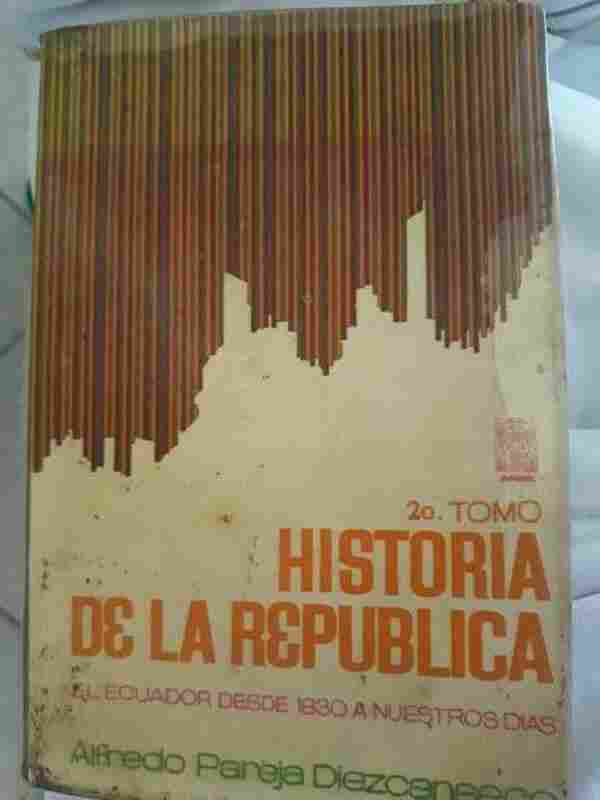 2o. TOMO
HISTORIA
DE LA REPUBLICA
EL ECUADOR DESDE 1830 A NUESTROS DIAS
Alfredo Pareja Diezcanseco